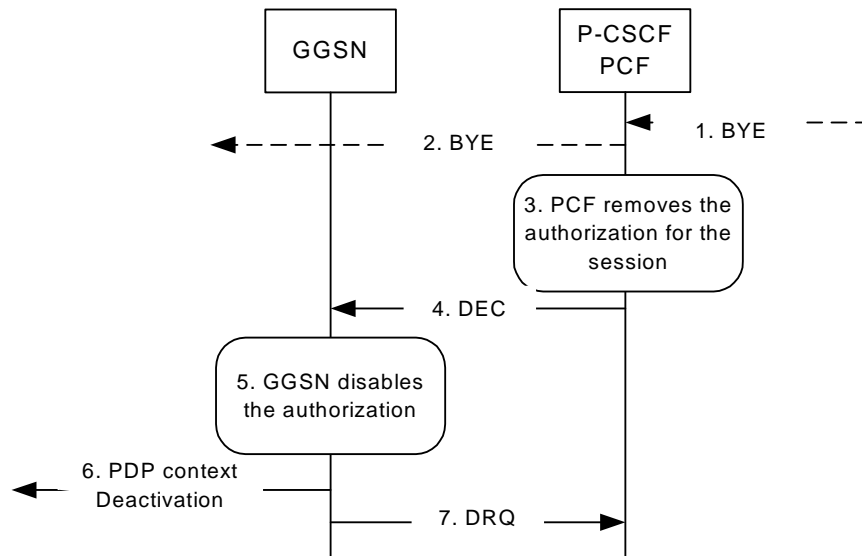 GGSN
P-CSCF
PCF
1. BYE
2. BYE
3. PCF removes the
authorization for the
session
4. DEC
5. GGSN disables
the authorization
6. PDP context
Deactivation
7. DRQ